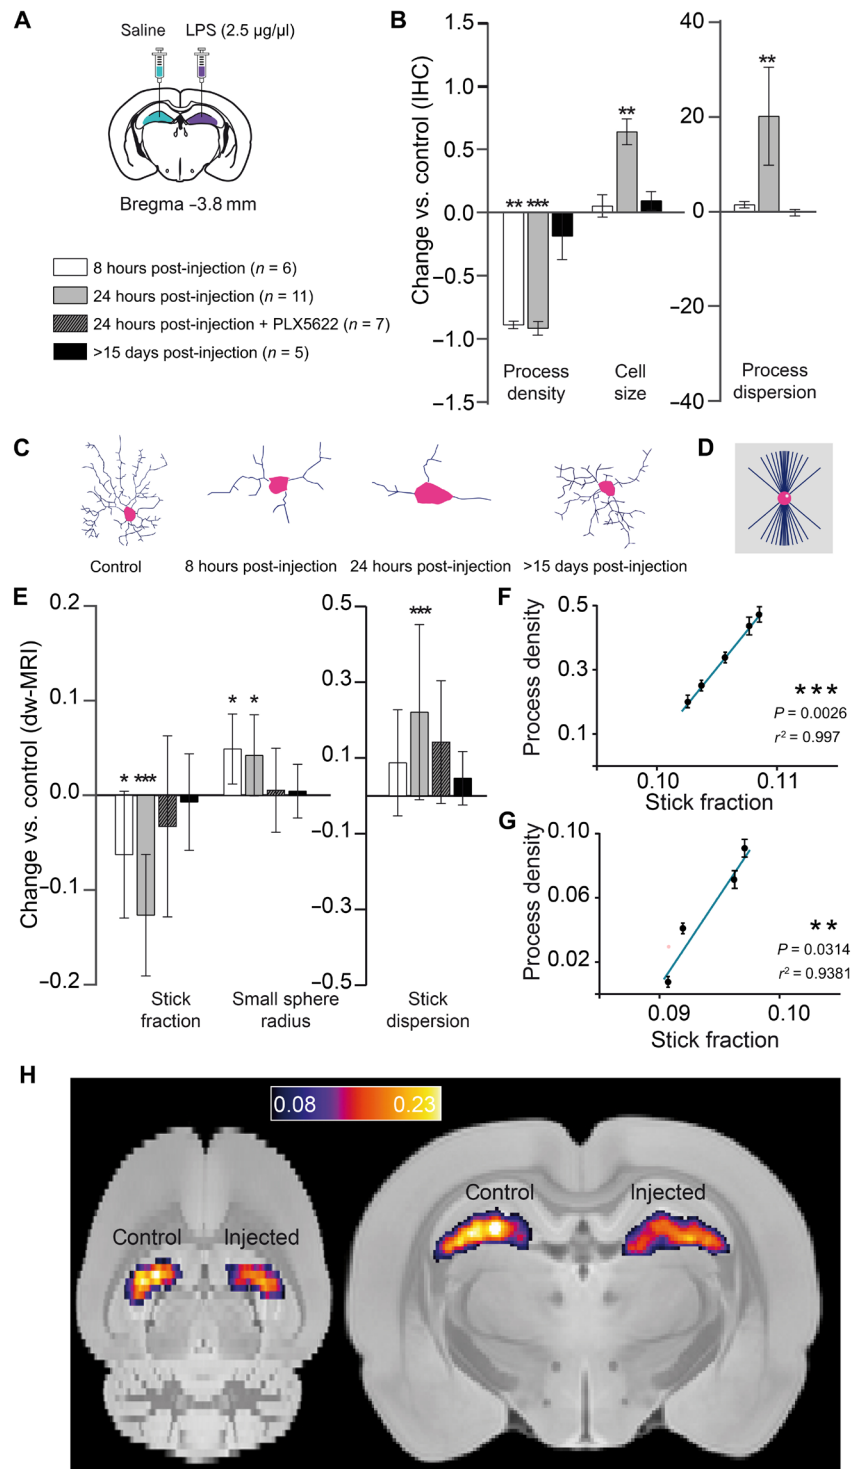 A
Saline LPS (2.5 µg/µl)
Bregma –3.8 mm
8 hours post-injection (n = 6)
24 hours post-injection (n = 11)
24 hours post-injection + PLX5622 (n = 7)
>15 days post-injection (n = 5)
B
Change vs. control (IHC)
1.5
1.0
0.5
0.0
–0.5
–1.0
–1.5
** ***
**
Process density
Cell size
40
20
0
–20
–40
**
Process dispersion
C
Control
8 hours post-injection
24 hours post-injection
>15 days post-injection
D
E
Change vs. control (dw-MRI)
0.2
0.1
0.0
–0.1
–0.2
* ***
* *
Stick fraction
Small sphere radius
0.5
0.3
0.1
–0.1
–0.3
–0.5
***
Stick dispersion
F
Process density
0.5
0.3
0.1
0.10 0.11
Stick fraction
***
P = 0.0026
r² = 0.997
G
Process density
0.10
0.06
0.02
0.09 0.10
Stick fraction
**
P = 0.0314
r² = 0.9381
H
0.08 0.23
Control Injected
Control Injected